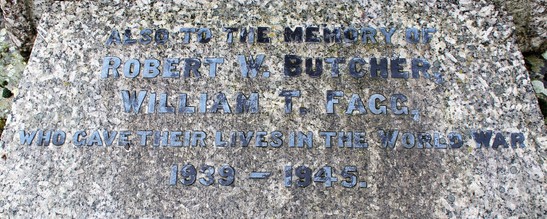 ALSO TO THE MEMORY OF
ROBERT W. BUTCHER,
WILLIAM T. FAGG,
WHO GAVE THEIR LIVES IN THE WORLD WAR
1939 – 1945.